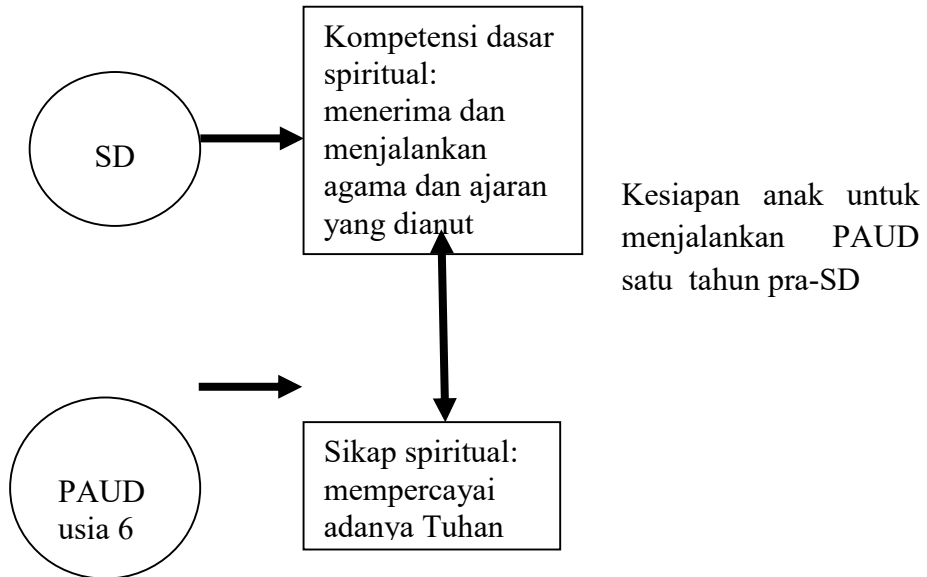 SD
Kompetensi dasar
spiritual:
menerima dan
menjalankan
agama dan ajaran
yang dianut
Kesiapan anak untuk
menjalankan PAUD
satu tahun pra-SD
PAUD
usia 6
Sikap spiritual:
mempercayai
adanya Tuhan